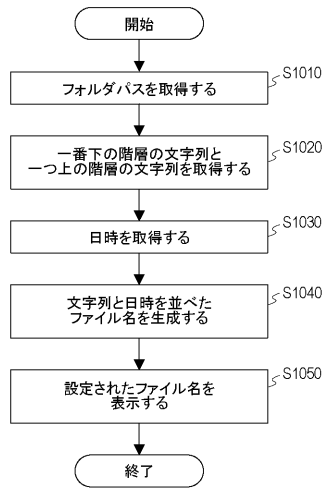 開始
フォルダパスを取得する
S1010
一番下の階層の文字列と
一つ上の階層の文字列を取得する
S1020
日時を取得する
S1030
文字列と日時を並べた
ファイル名を生成する
S1040
設定されたファイル名を
表示する
S1050
終了